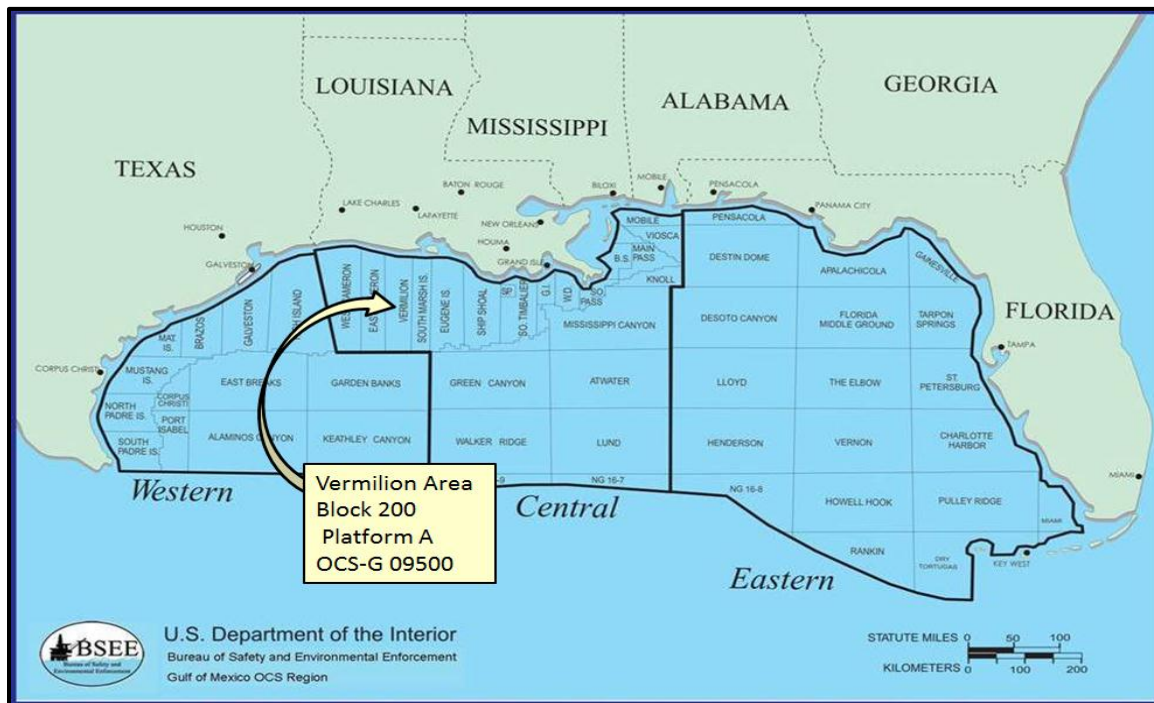 LOUISIANA
MISSISSIPPI
ALABAMA
GEORGIA
TEXAS
FLORIDA
BATON ROUGE
LAKE CHARLES
LAFAYETTE
NEW ORLEANS
HOUMA
GRAND ISLE
BILOXI
MOBILE
PENSACOLA
PANAMA CITY
HOUSTON
GALVESTON
CORPUS CHRISTI
TAMPA
MIAMI
KEY WEST
MOBILE
VIOSCA
KNOLL
B.S.
MAIN
PASS
PENSACOLA
DESTIN DOME
APALACHICOLA
GAINESVILLE
MAT.
IS.
BRAZOS
GALVESTON
ISLAND
VERMILION
SOUTH MARSH IS.
EUGENE IS.
SHIP SHOAL
SO. TIMBALIER
G.I.
W.D.
SO.
PASS
MISSISSIPPI CANYON
DESOTO CANYON
FLORIDA
MIDDLE GROUND
TARPON
SPRINGS
MUSTANG
IS.
EAST BREAKS
GARDEN BANKS
GREEN CANYON
ATWATER
LLOYD
THE ELBOW
ST.
PETERSBURG
NORTH
PADRE IS.
CORPUS
CHRISTI
PORT
ISABEL
SOUTH
PADRE IS.
ALAMINOS CANYON
KEATHLEY CANYON
WALKER RIDGE
LUND
HENDERSON
VERNON
CHARLOTTE
HARBOR
NG 16-7
NG 16-8
HOWELL HOOK
PULLEY RIDGE
MIAMI
RANKIN
DRY
TORTUGAS
Western
Central
Eastern
Vermilion Area
Block 200
Platform A
OCS-G 09500
BSEE
Bureau of Safety and
Environmental Enforcement
U.S. Department of the Interior
Bureau of Safety and Environmental Enforcement
Gulf of Mexico OCS Region
STATUTE MILES 0 50 100
KILOMETERS 0 100 200